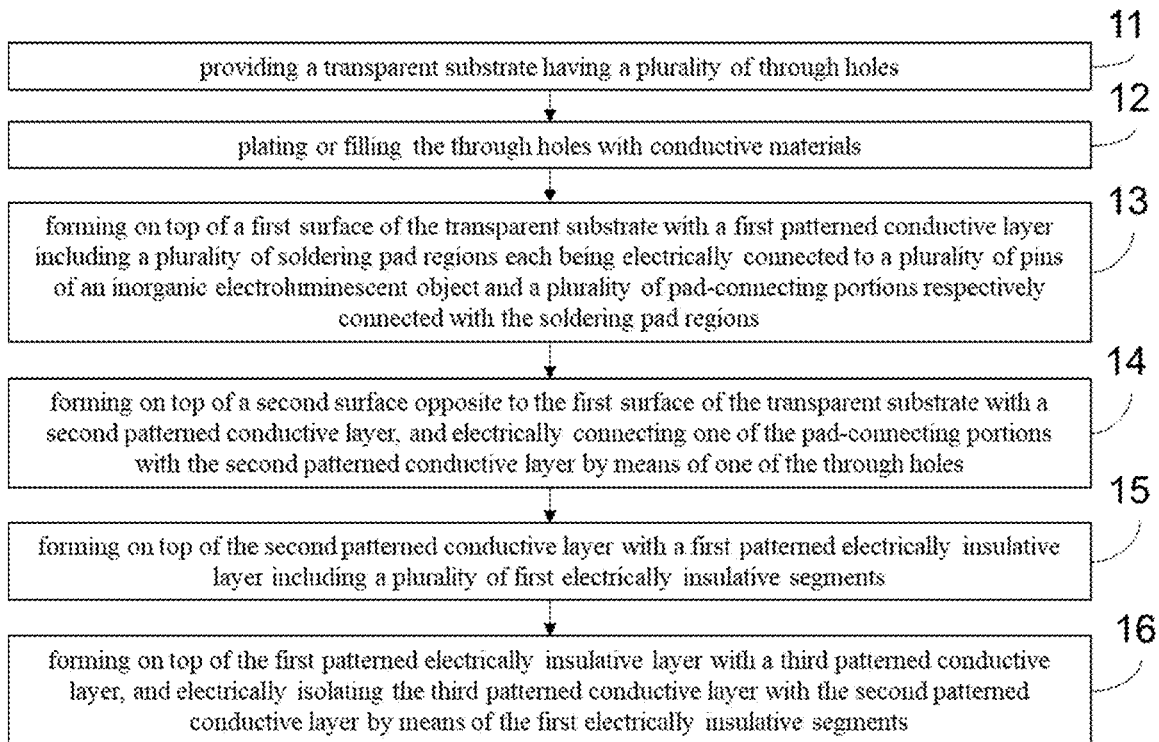 11
providing a transparent substrate having a plurality of through holes
12
plating or filling the through holes with conductive materials
13
forming on top of a first surface of the transparent substrate with a first patterned conductive layer
including a plurality of soldering pad regions each being electrically connected to a plurality of pins
of an inorganic electroluminescent object and a plurality of pad-connecting portions respectively
connected with the soldering pad regions
14
forming on top of a second surface opposite to the first surface of the transparent substrate with a
second patterned conductive layer, and electrically connecting one of the pad-connecting portions
with the second patterned conductive layer by means of one of the through holes
15
forming on top of the second patterned conductive layer with a first patterned electrically insulative
layer including a plurality of first electrically insulative segments
16
forming on top of the first patterned electrically insulative layer with a third patterned conductive
layer, and electrically isolating the third patterned conductive layer with the second patterned
conductive layer by means of the first electrically insulative segments